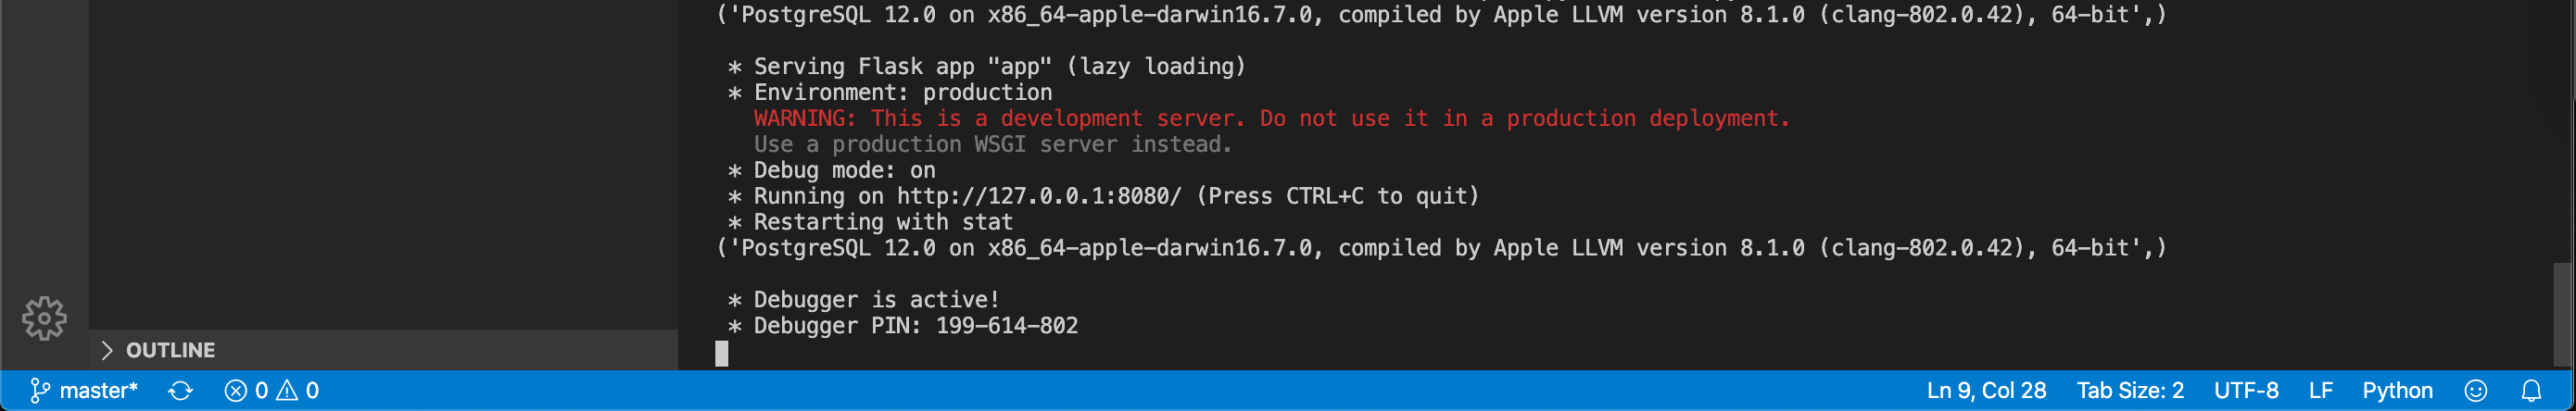 ('PostgreSQL 12.0 on x86_64-apple-darwin16.7.0, compiled by Apple LLVM version 8.1.0 (clang-802.0.42), 64-bit',)
* Serving Flask app "app" (lazy loading)
* Environment: production
WARNING: This is a development server. Do not use it in a production deployment.
Use a production WSGI server instead.
* Debug mode: on
* Running on http://127.0.0.1:8080/ (Press CTRL+C to quit)
* Restarting with stat
('PostgreSQL 12.0 on x86_64-apple-darwin16.7.0, compiled by Apple LLVM version 8.1.0 (clang-802.0.42), 64-bit',)
* Debugger is active!
* Debugger PIN: 199-614-802
OUTLINE
master* 0 0 Ln 9, Col 28 Tab Size: 2 UTF-8 LF Python